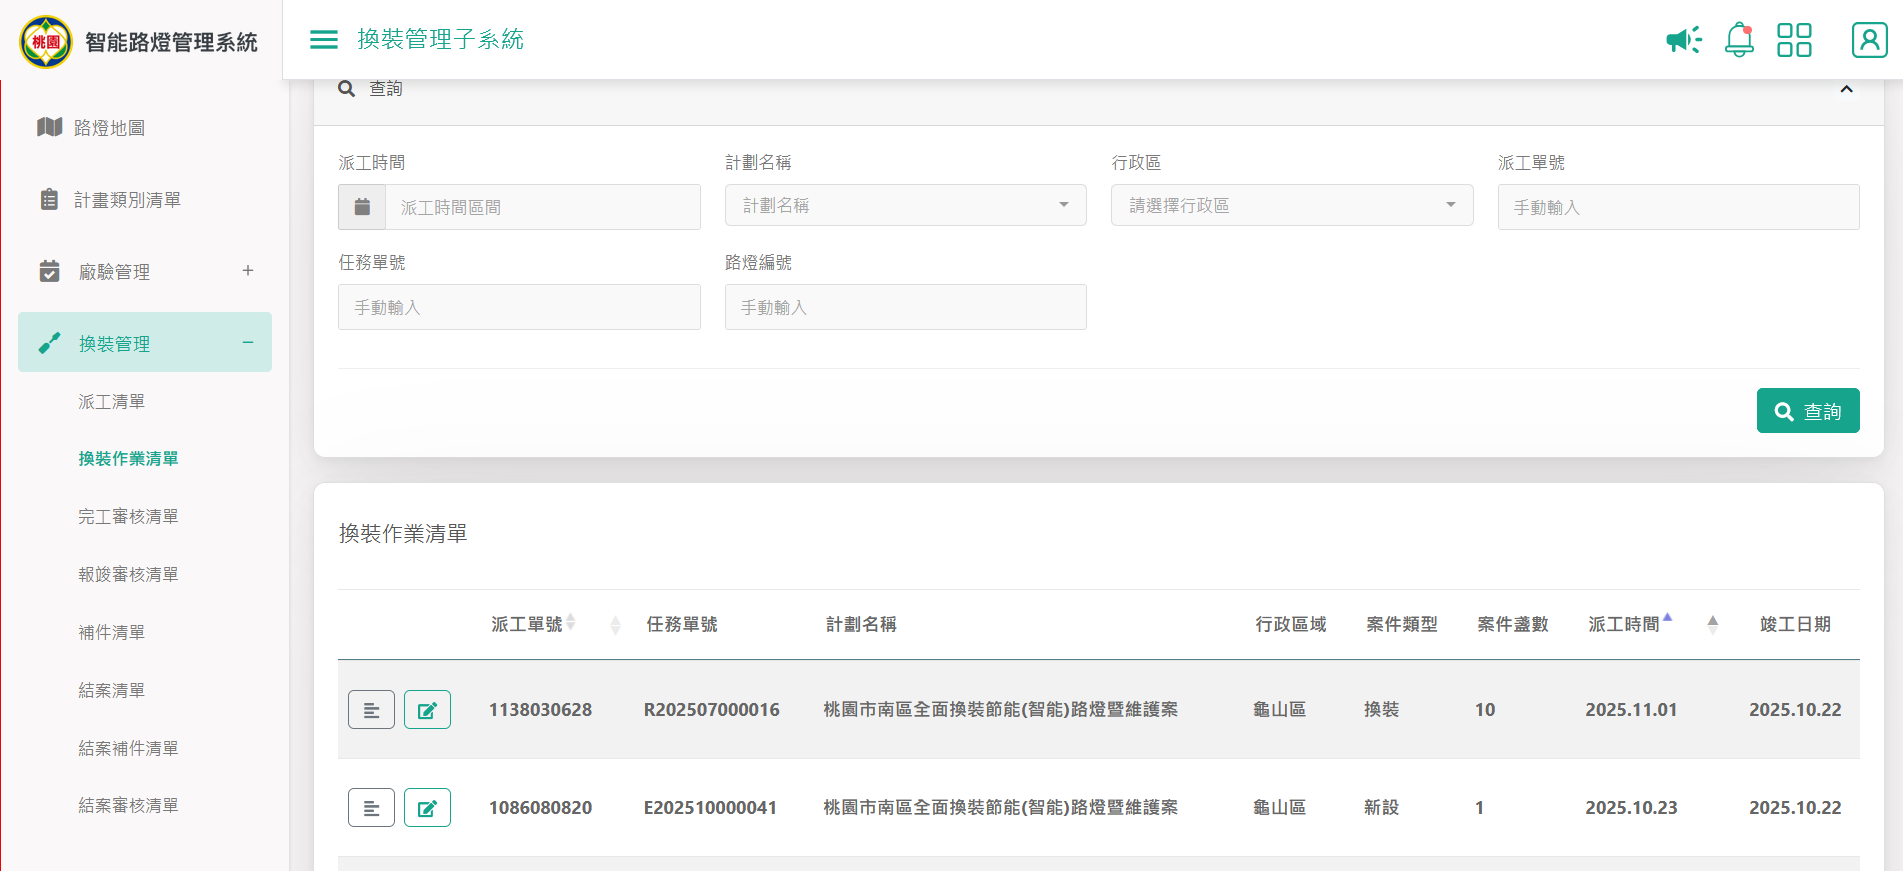 桃園 智能路燈管理系統
換裝管理子系統
路燈地圖
計畫類別清單
廠驗管理 +
換裝管理 −
派工清單
換裝作業清單
完工審核清單
報竣審核清單
補件清單
結案清單
結案補件清單
結案審核清單
查詢
派工時間 計劃名稱 行政區 派工單號
派工時間區間 計劃名稱 請選擇行政區 手動輸入
任務單號 路燈編號
手動輸入 手動輸入
查詢
換裝作業清單
派工單號 任務單號 計劃名稱 行政區域 案件類型 案件盞數 派工時間 竣工日期
1138030628 R202507000016 桃園市南區全面換裝節能(智能)路燈暨維護案 龜山區 換裝 10 2025.11.01 2025.10.22
1086080820 E202510000041 桃園市南區全面換裝節能(智能)路燈暨維護案 龜山區 新設 1 2025.10.23 2025.10.22